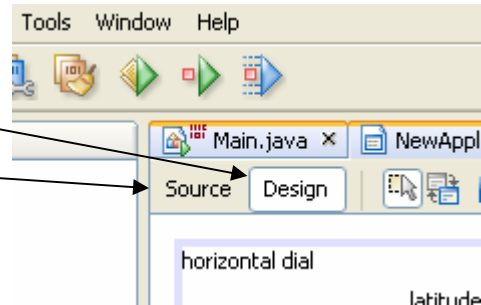 Tools Window Help
Main.java × NewAppl
Source Design
horizontal dial
latitude